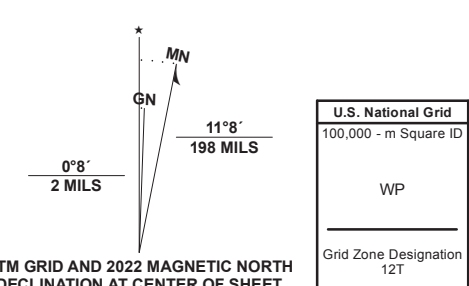 ★
MN
GN
11°8´
198 MILS
0°8´
2 MILS
TM GRID AND 2022 MAGNETIC NORTH
DECLINATION AT CENTER OF SHEET
U.S. National Grid
100,000 - m Square ID
WP
Grid Zone Designation
12T